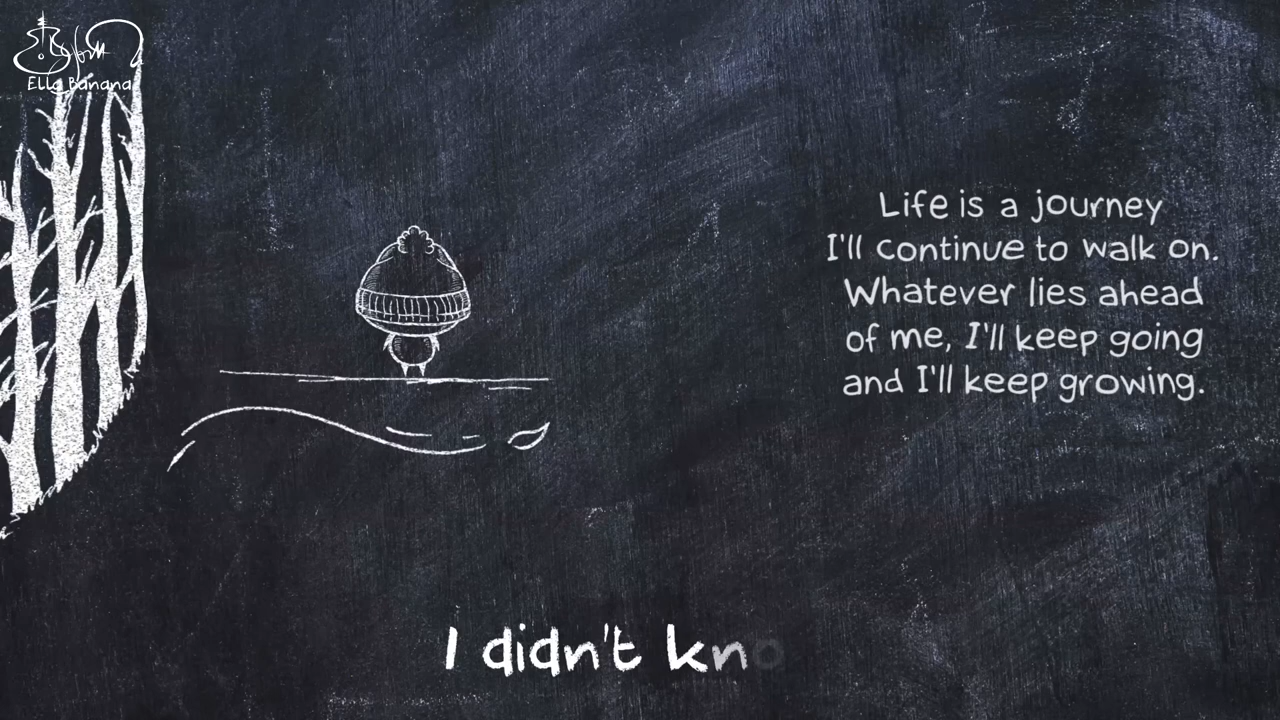 Ella Banana
Life is a journey
I'll continue to walk on.
Whatever lies ahead
of me, I'll keep going
and I'll keep growing.
I didn't kno